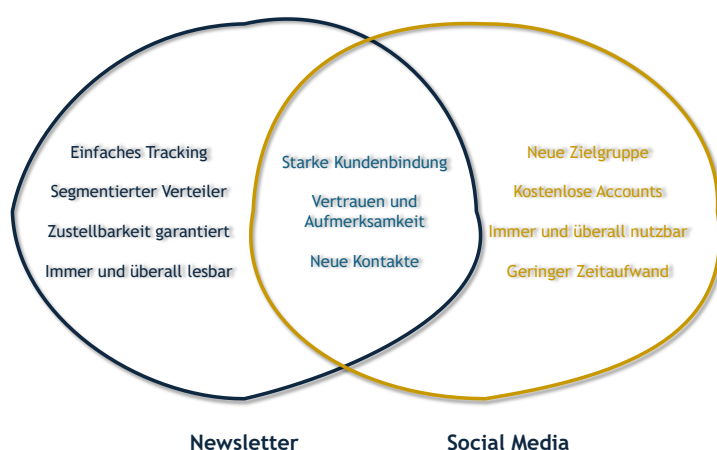 Einfaches Tracking
Segmentierter Verteiler
Zustellbarkeit garantiert
Immer und überall lesbar
Starke Kundenbindung
Vertrauen und
Aufmerksamkeit
Neue Kontakte
Neue Zielgruppe
Kostenlose Accounts
Immer und überall nutzbar
Geringer Zeitaufwand
Newsletter
Social Media